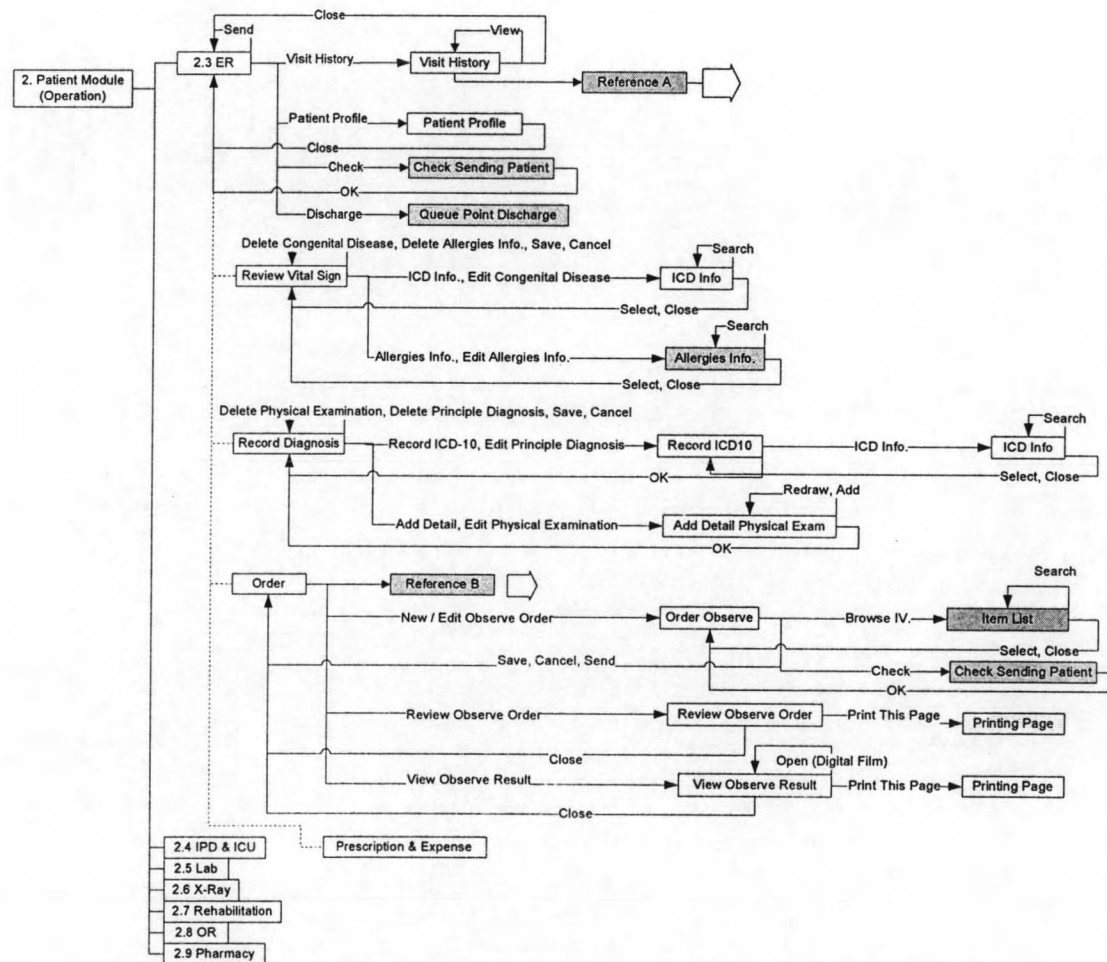 Close
Send
View
2.3 ER
Visit History
Visit History
2. Patient Module
(Operation)
Reference A
Patient Profile
Patient Profile
Close
Check
Check Sending Patient
OK
Discharge
Queue Point Discharge
Delete Congenital Disease, Delete Allergies Info., Save, Cancel
Search
Review Vital Sign
ICD Info., Edit Congenital Disease
ICD Info
Select, Close
Search
Allergies Info., Edit Allergies Info.
Allergies Info.
Select, Close
Delete Physical Examination, Delete Principle Diagnosis, Save, Cancel
Search
Record Diagnosis
Record ICD-10, Edit Principle Diagnosis
Record ICD10
ICD Info.
ICD Info
OK
Select, Close
Redraw, Add
Add Detail, Edit Physical Examination
Add Detail Physical Exam
OK
Order
Reference B
Search
New / Edit Observe Order
Order Observe
Browse IV.
Item List
Select, Close
Save, Cancel, Send
Check
Check Sending Patient
OK
Review Observe Order
Review Observe Order
Print This Page
Printing Page
Close
Open (Digital Film)
View Observe Result
View Observe Result
Print This Page
Printing Page
Close
2.4 IPD & ICU
Prescription & Expense
2.5 Lab
2.6 X-Ray
2.7 Rehabilitation
2.8 OR
2.9 Pharmacy